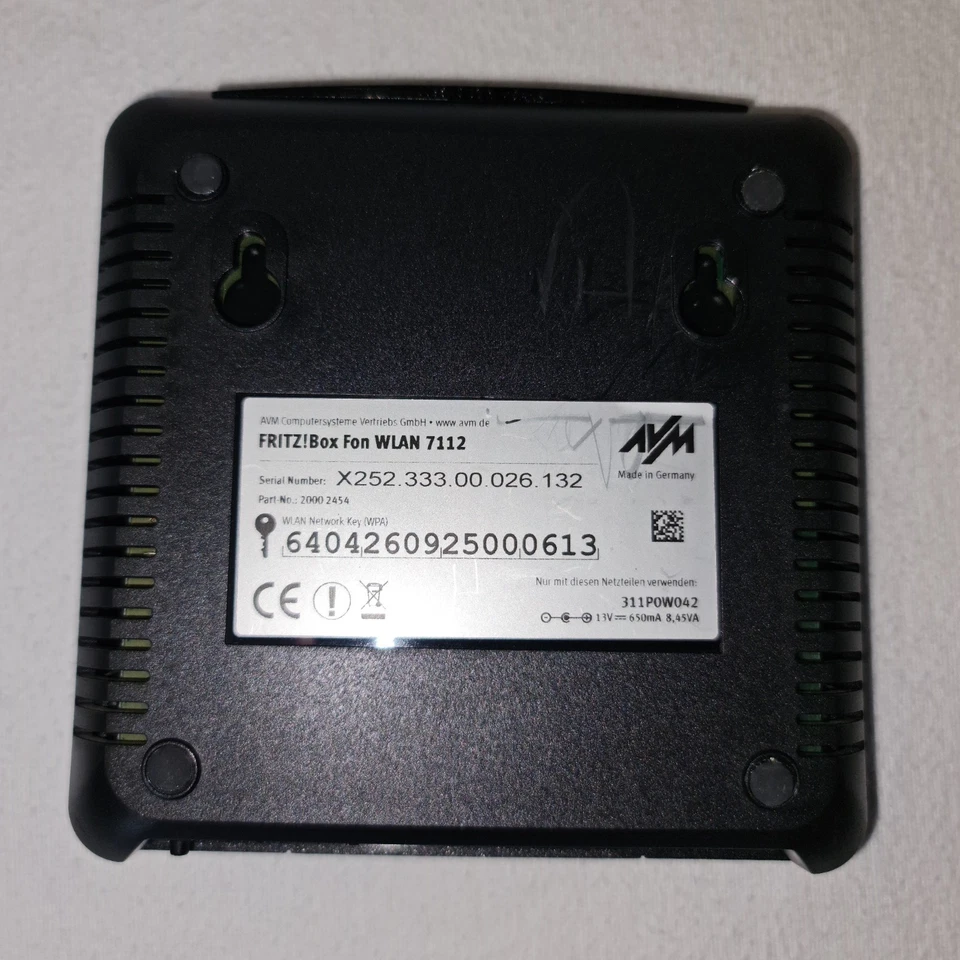 AVM Computersysteme Vertriebs GmbH • www.avm.de
FRITZ!Box Fon WLAN 7112
AVM
Made in Germany
Serial Number: X252.333.00.026.132
Part-No.: 2000 2454
WLAN Network Key (WPA)
6404260925000613
Nur mit diesen Netzteilen verwenden:
CE
311POW042
13V 650mA 8,45VA